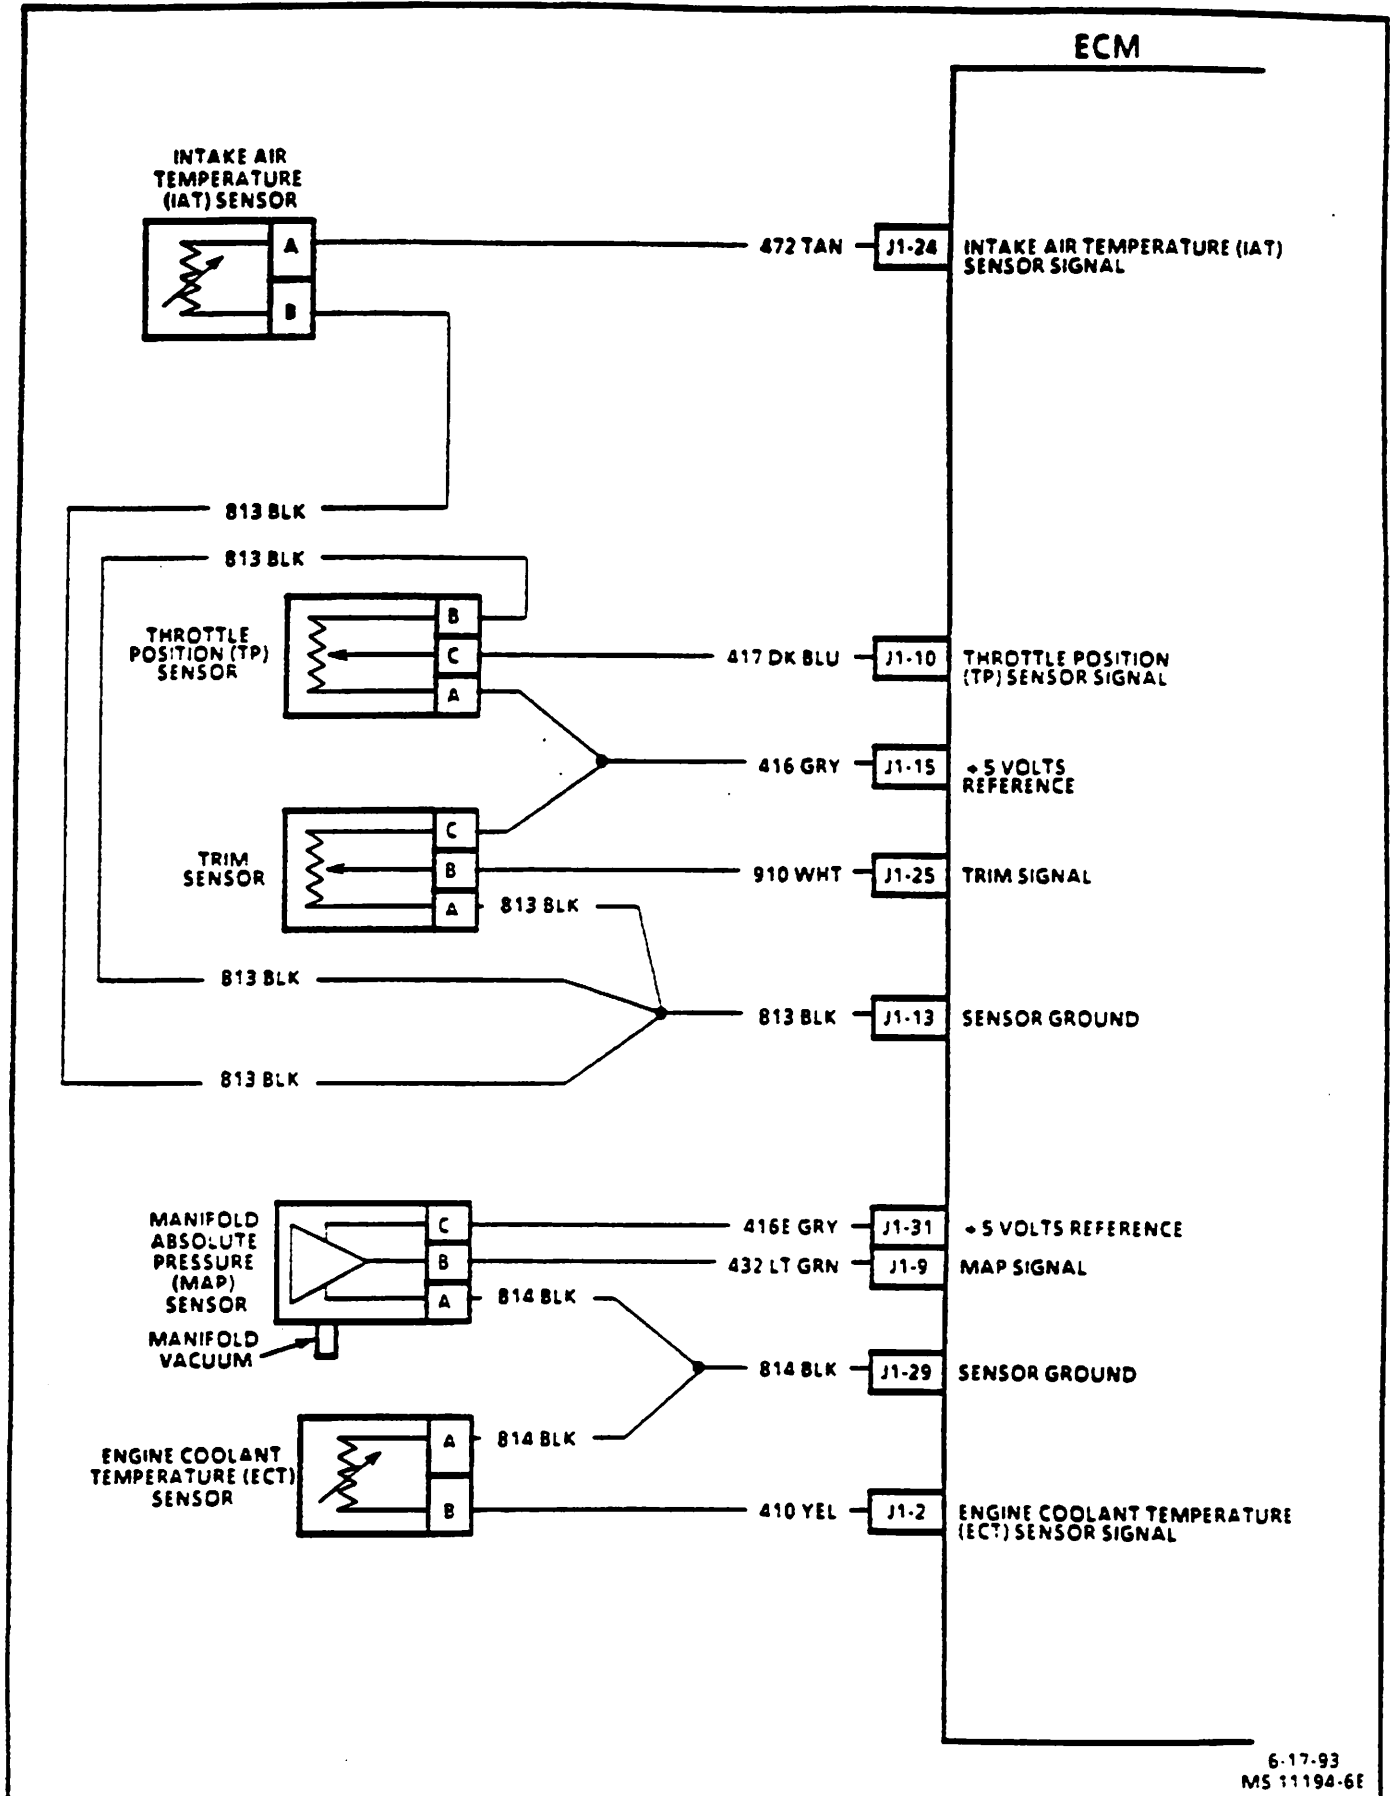 ECM
INTAKE AIR
TEMPERATURE
(IAT) SENSOR
A
472 TAN
J1-24
INTAKE AIR TEMPERATURE (IAT)
SENSOR SIGNAL
B
813 BLK
813 BLK
THROTTLE
POSITION (TP)
SENSOR
B
C
A
417 DK BLU
J1-10
THROTTLE POSITION
(TP) SENSOR SIGNAL
416 GRY
J1-15
+5 VOLTS
REFERENCE
TRIM
SENSOR
C
B
A
910 WHT
J1-25
TRIM SIGNAL
813 BLK
813 BLK
813 BLK
J1-13
SENSOR GROUND
813 BLK
MANIFOLD
ABSOLUTE
PRESSURE
(MAP)
SENSOR
MANIFOLD
VACUUM
C
B
A
416E GRY
J1-31
+5 VOLTS REFERENCE
432 LT GRN
J1-9
MAP SIGNAL
814 BLK
814 BLK
J1-29
SENSOR GROUND
ENGINE COOLANT
TEMPERATURE (ECT)
SENSOR
A
B
814 BLK
410 YEL
J1-2
ENGINE COOLANT TEMPERATURE
(ECT) SENSOR SIGNAL
6-17-93
MS 11194-6E